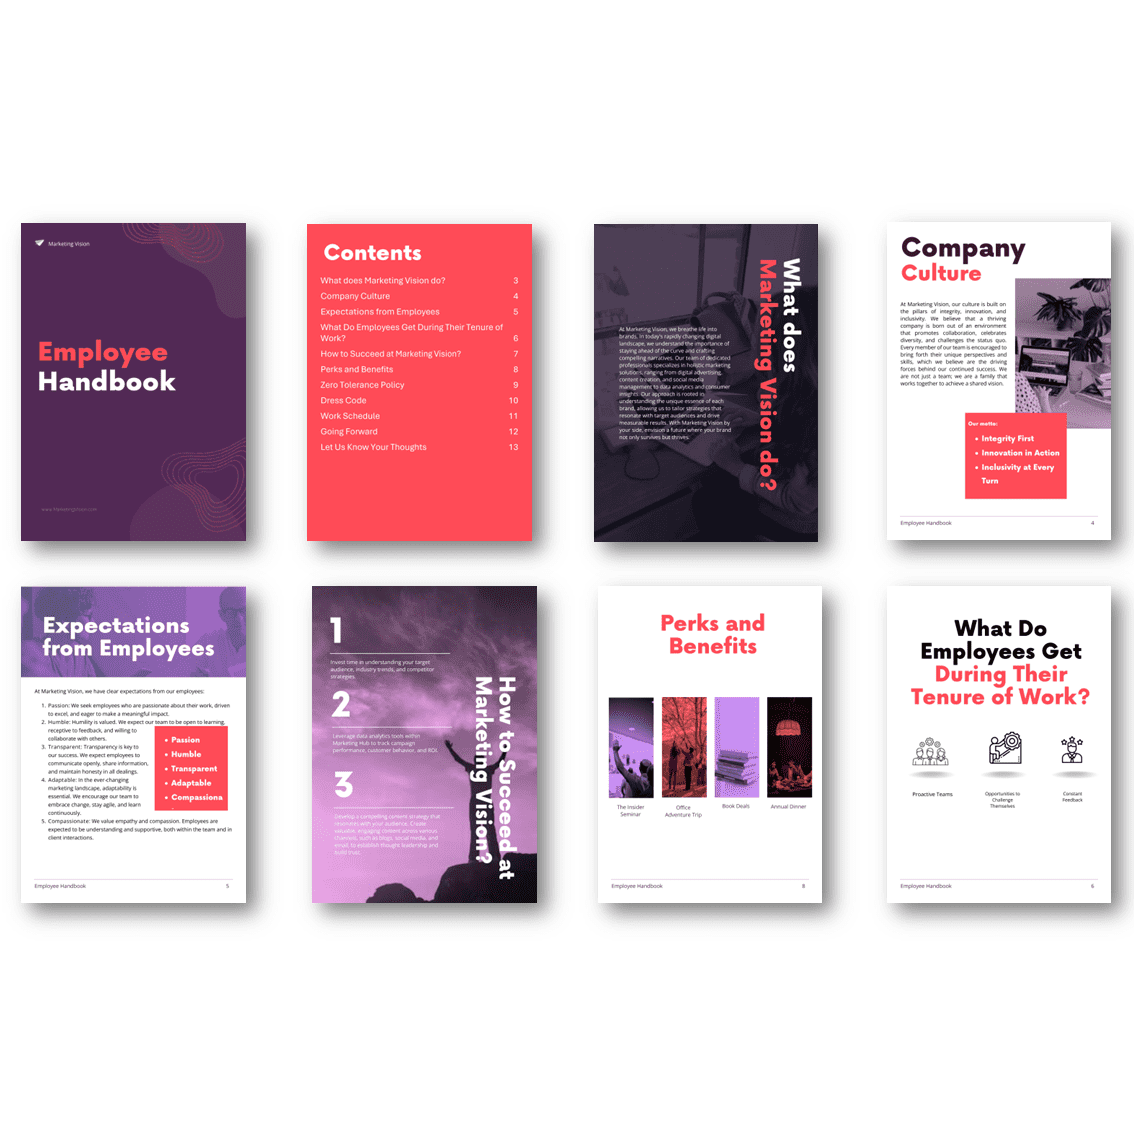 Marketing Vision
Employee
Handbook
www.MarketingVision.com
Contents
What does Marketing Vision do? 3
Company Culture 4
Expectations from Employees 5
What Do Employees Get During Their Tenure of
Work? 6
How to Succeed at Marketing Vision? 7
Perks and Benefits 8
Zero Tolerance Policy 9
Dress Code 10
Work Schedule 11
Going Forward 12
Let Us Know Your Thoughts 13
What does
Marketing Vision do?
At Marketing Vision, we breathe life into
brands. In today's rapidly changing digital
landscape, we understand the importance of
staying ahead of the curve and crafting
compelling narratives. Our team of dedicated
professionals specializes in holistic marketing
solutions, ranging from digital advertising,
content creation, and social media
management to data analytics and consumer
insights. Our approach is rooted in
understanding the unique essence of each
brand, allowing us to tailor strategies that
resonate with target audiences and drive
measurable results. With Marketing Vision by
your side, envision a future where your brand
not only survives but thrives.
Company
Culture
At Marketing Vision, our culture is built on
the pillars of integrity, innovation, and
inclusivity. We believe that a thriving
company is born out of an environment
that promotes collaboration, celebrates
diversity, and challenges the status quo.
Every member of our team is encouraged to
bring forth their unique perspectives and
skills, which we believe are the driving
forces behind our continued success. We
are not just a team; we are a family that
works together to achieve a shared vision.
Our motto:
• Integrity First
• Innovation in Action
• Inclusivity at Every
Turn
Employee Handbook 4
Expectations
from Employees
At Marketing Vision, we have clear expectations from our employees:
1. Passion: We seek employees who are passionate about their work, driven
to excel, and eager to make a meaningful impact.
2. Humble: Humility is valued. We expect our team to be open to learning,
receptive to feedback, and willing to
collaborate with others.
3. Transparent: Transparency is key to
our success. We expect employees to
communicate openly, share information,
and maintain honesty in all dealings.
4. Adaptable: In the ever-changing
marketing landscape, adaptability is
essential. We encourage our team to
embrace change, stay agile, and learn
continuously.
5. Compassionate: We value empathy and compassion. Employees are
expected to be understanding and supportive, both within the team and in
client interactions.
• Passion
• Humble
• Transparent
• Adaptable
• Compassiona
Employee Handbook 5
How to Succeed at
Marketing Vision?
1
Invest time in understanding your target
audience, industry trends, and competitor
strategies.
2
Leverage data analytics tools within
Marketing Hub to track campaign
performance, customer behavior, and ROI.
3
Develop a compelling content strategy that
resonates with your audience. Create
valuable, engaging content across various
channels, such as blogs, social media, and
email, to establish thought leadership and
build trust.
Perks and
Benefits
The Insider
Seminar
Office
Adventure Trip
Book Deals
Annual Dinner
Employee Handbook 8
What Do
Employees Get
During Their
Tenure of Work?
Proactive Teams
Opportunities to
Challenge
Themselves
Constant
Feedback
Employee Handbook 6